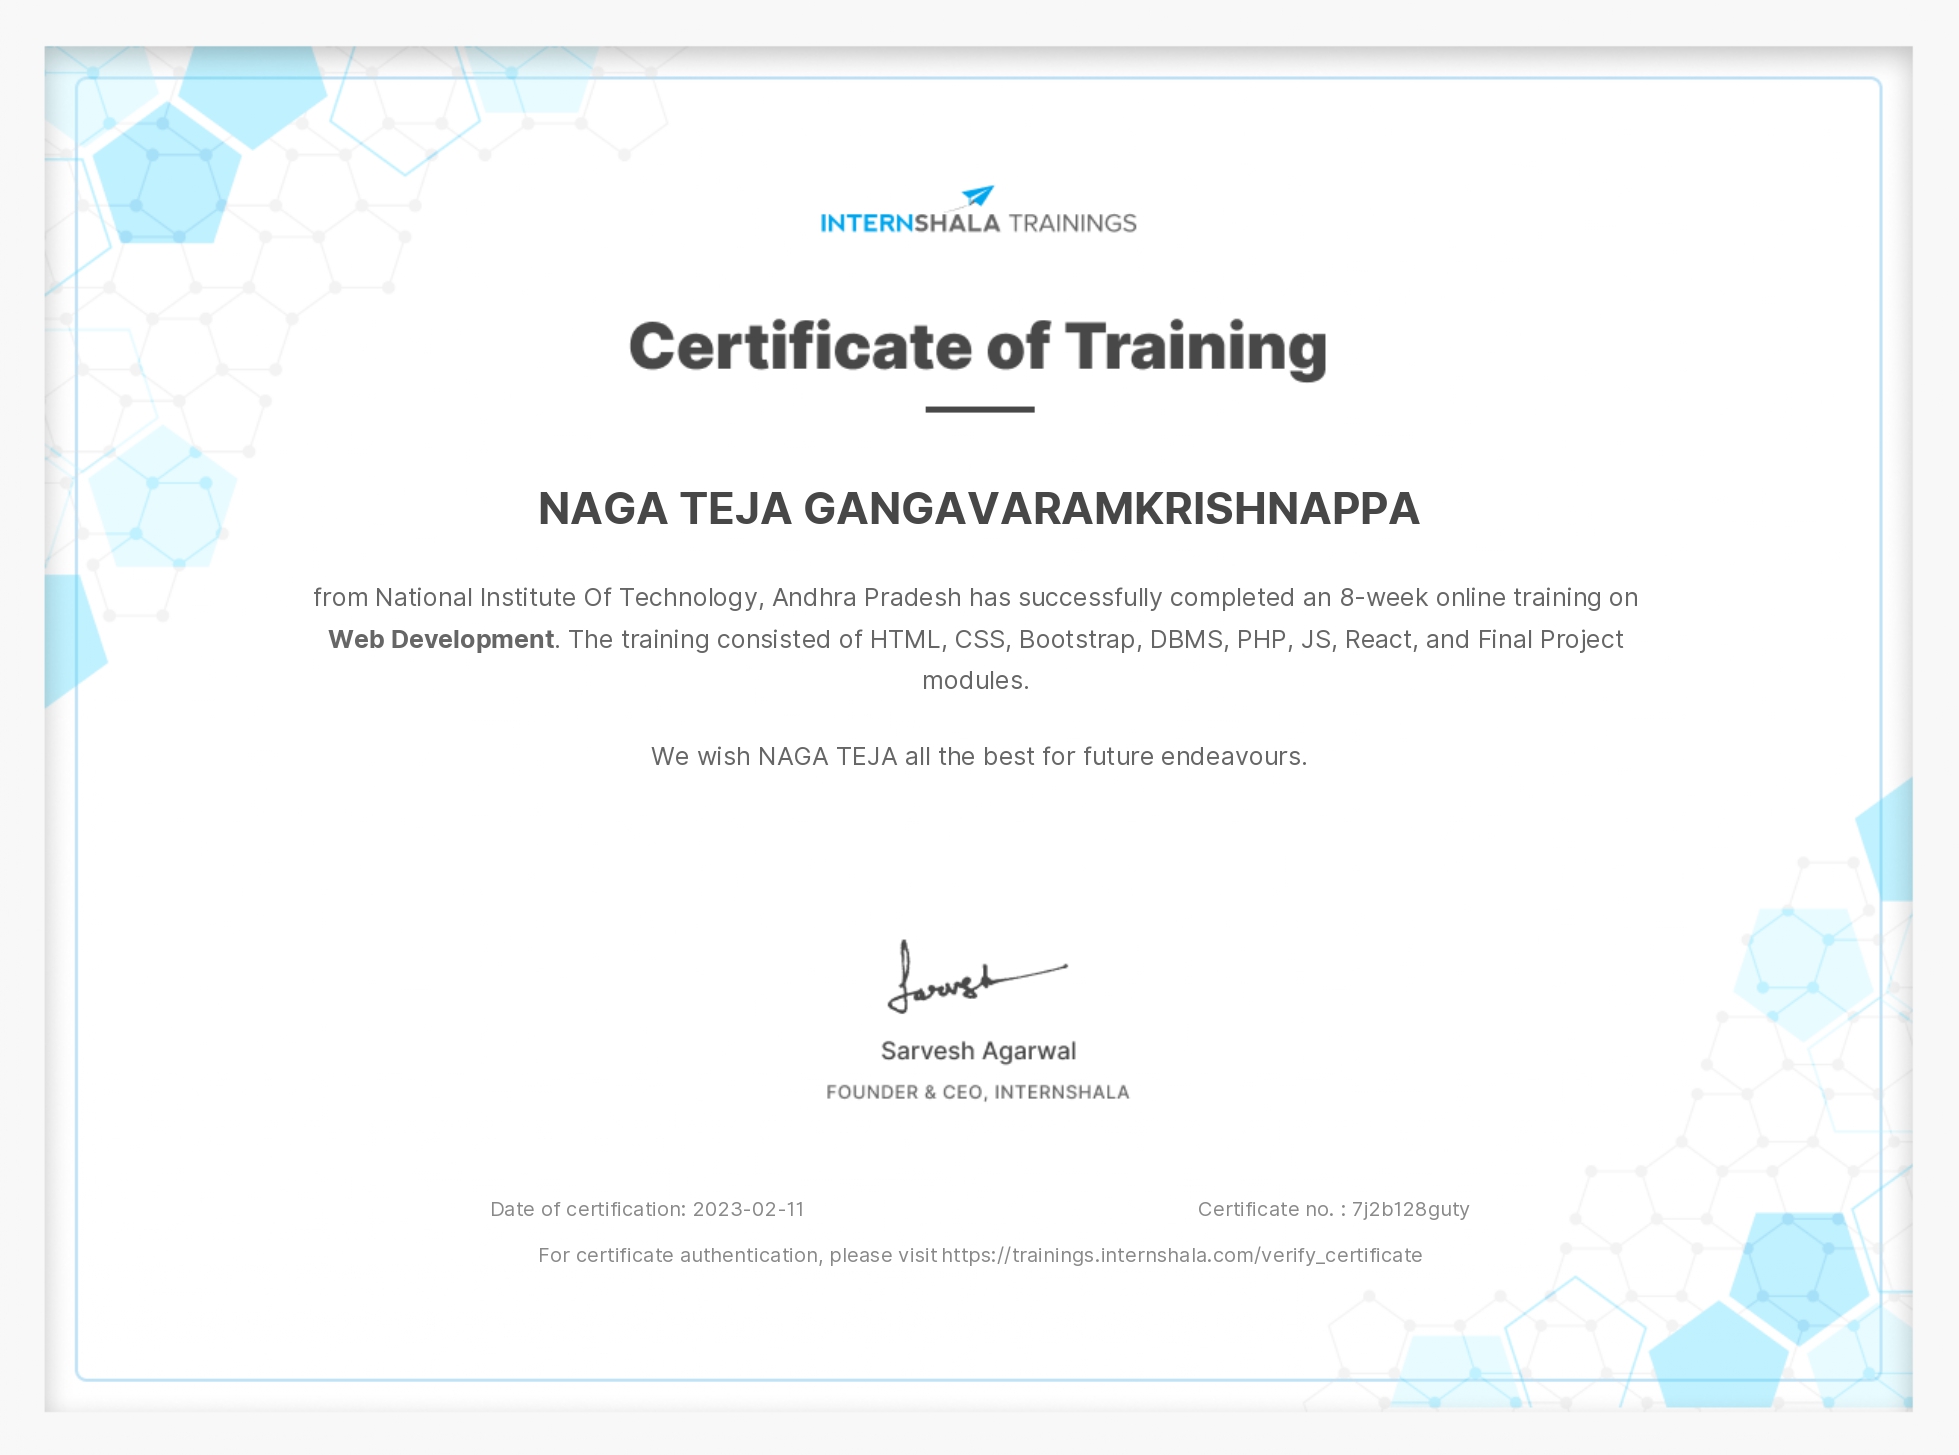 INTERNSHALA TRAININGS
Certificate of Training
NAGA TEJA GANGAVARAMKRISHNAPPA
from National Institute Of Technology, Andhra Pradesh has successfully completed an 8-week online training on
Web Development. The training consisted of HTML, CSS, Bootstrap, DBMS, PHP, JS, React, and Final Project
modules.
We wish NAGA TEJA all the best for future endeavours.
Sarvesh
Sarvesh Agarwal
FOUNDER & CEO, INTERNSHALA
Date of certification: 2023-02-11
Certificate no. : 7j2b128guty
For certificate authentication, please visit https://trainings.internshala.com/verify_certificate